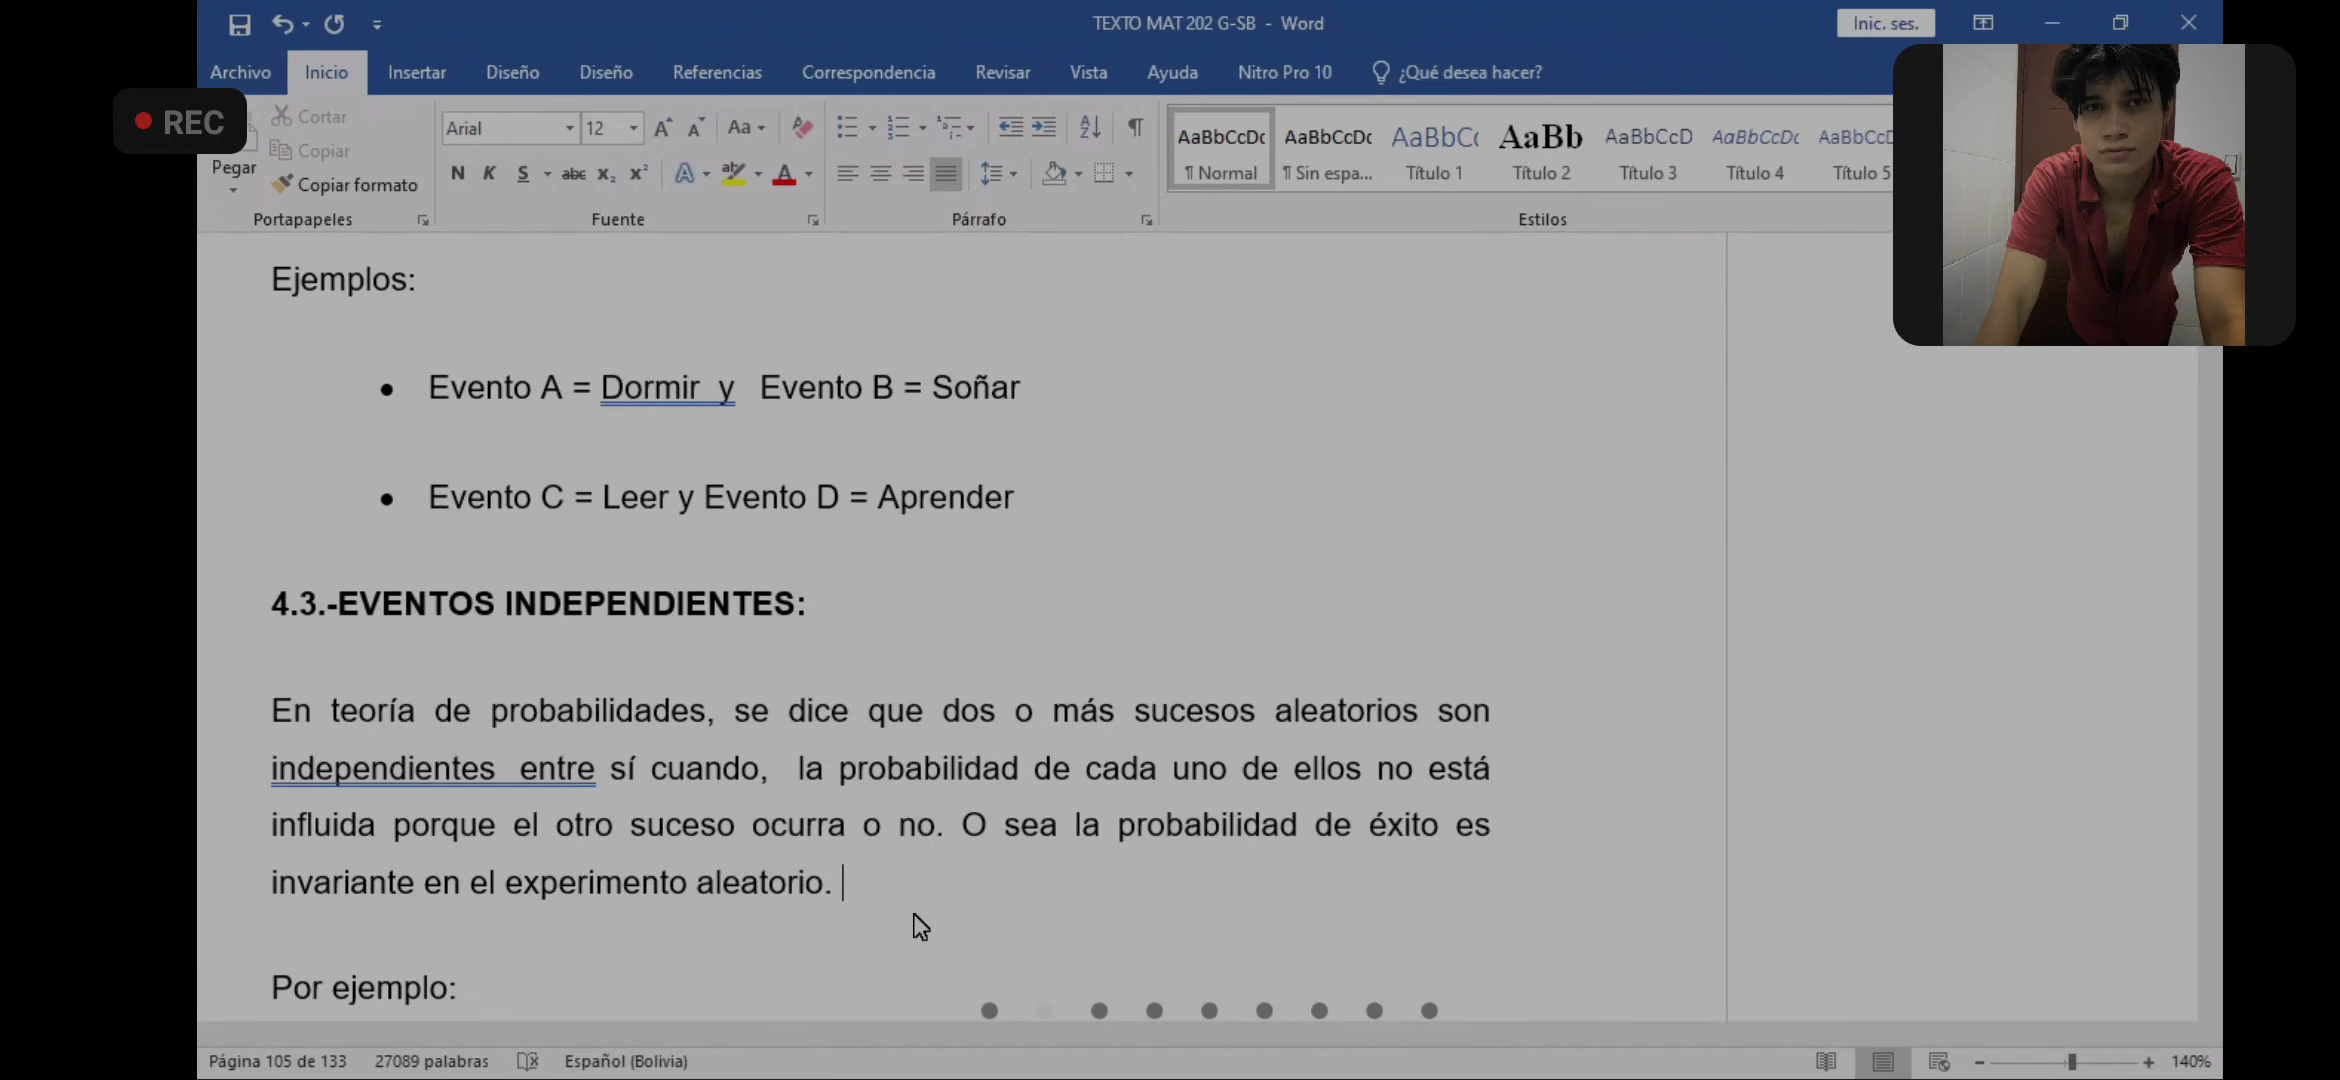 TEXTO MAT 202 G-SB - Word
Inic. ses.
Archivo Inicio Insertar Diseño Diseño Referencias Correspondencia Revisar Vista Ayuda Nitro Pro 10 ¿Qué desea hacer?
REC
Pegar
Cortar
Copiar
Copiar formato
Portapapeles
Arial 12
Aa
N K S abc x₂ x²
A ab A
Fuente
Párrafo
AaBbCcDc AaBbCcDc AaBbC( AaBb AaBbCcD AaBbCcDc AaBbCcD
¶ Normal ¶ Sin espa... Título 1 Título 2 Título 3 Título 4 Título 5
Estilos
Ejemplos:
• Evento A = Dormir y Evento B = Soñar
• Evento C = Leer y Evento D = Aprender
4.3.-EVENTOS INDEPENDIENTES:
En teoría de probabilidades, se dice que dos o más sucesos aleatorios son
independientes entre sí cuando, la probabilidad de cada uno de ellos no está
influida porque el otro suceso ocurra o no. O sea la probabilidad de éxito es
invariante en el experimento aleatorio.
Por ejemplo:
Página 105 de 133 27089 palabras Español (Bolivia) 140%